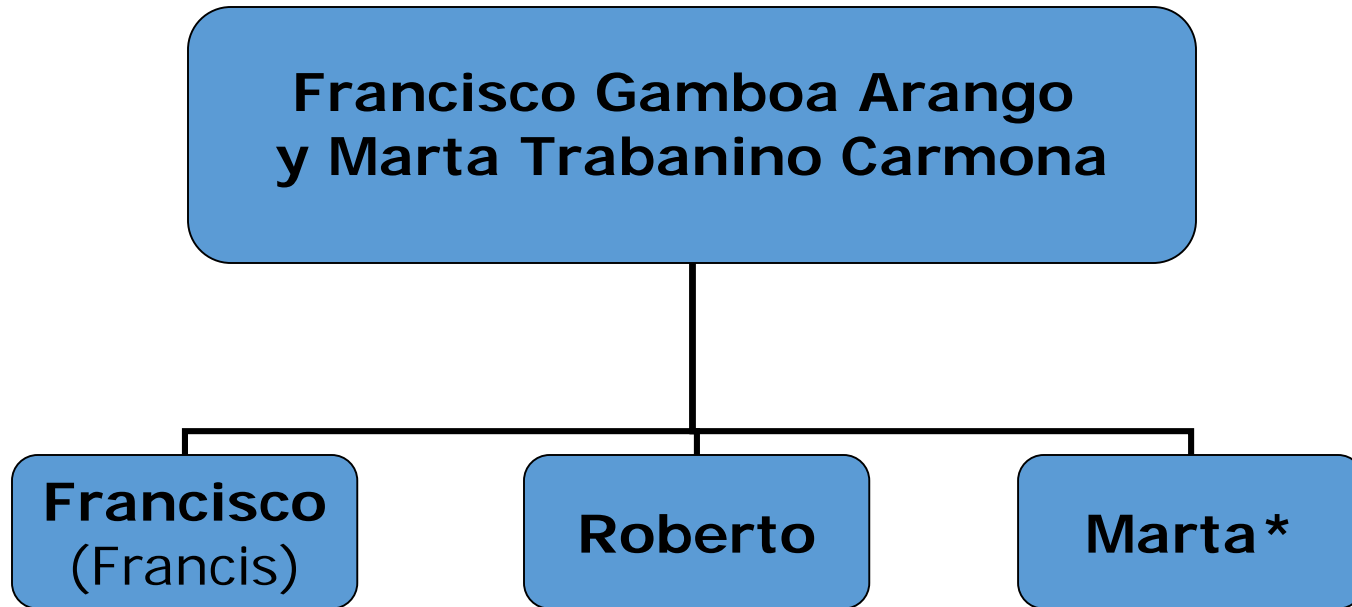 Francisco Gamboa Arango
y Marta Trabanino Carmona
Francisco
(Francis)
Roberto
Marta*